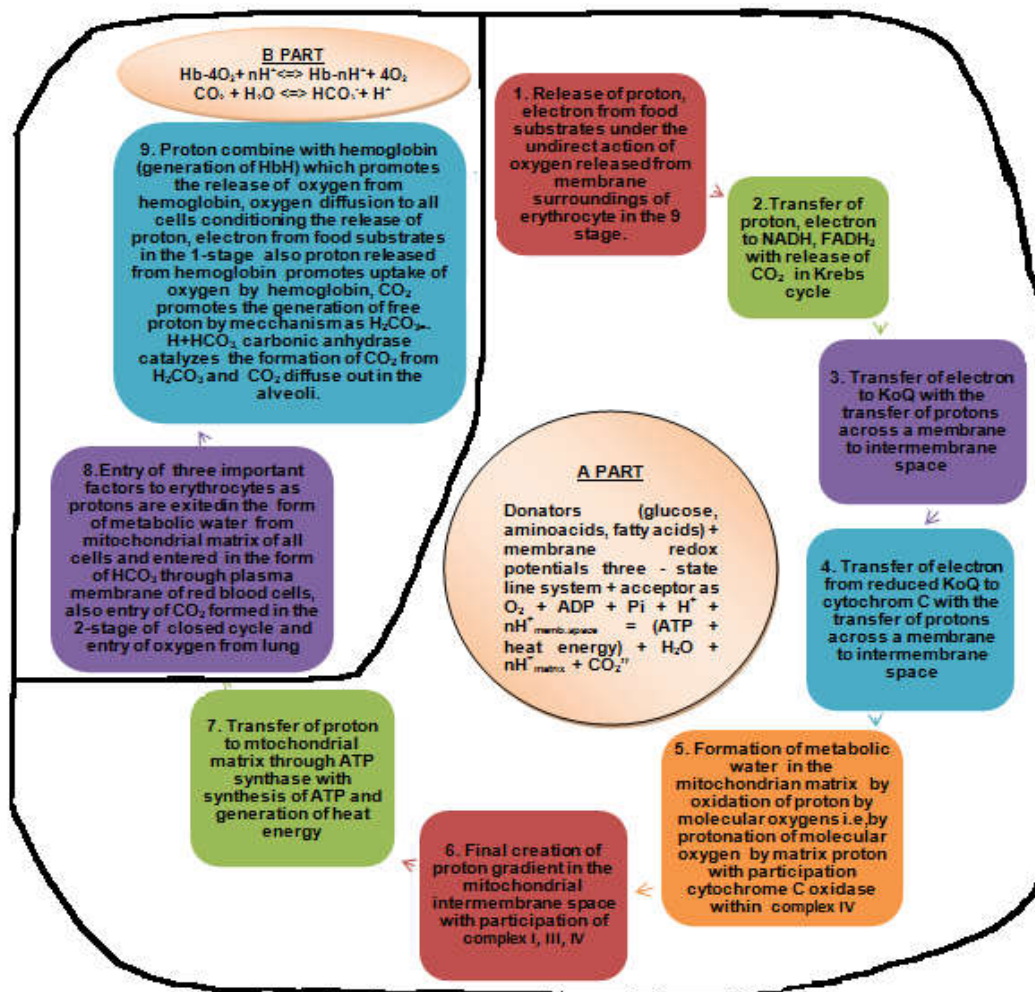 B PART
Hb-4O₂+ nH⁺<=> Hb-nH⁺+ 4O₂
CO₂ + H₂O <=> HCO₃⁻+ H⁺
9. Proton combine with hemoglobin
(generation of HbH) which promotes
the release of oxygen from
hemoglobin, oxygen diffusion to all
cells conditioning the release of
proton, electron from food substrates
in the 1-stage also proton released
from hemoglobin promotes uptake of
oxygen by hemoglobin, CO₂
promotes the generation of free
proton by mecchanism as H₂CO₃
H+HCO₃, carbonic anhydrase
catalyzes the formation of CO₂ from
H₂CO₃ and CO₂ diffuse out in the
alveoli.
8.Entry of three important
factors to erythrocytes as
protons are exitedin the form
of metabolic water from
mitochondrial matrix of all
cells and entered in the form
of HCO₃ through plasma
membrane of red blood cells,
also entry of CO₂ formed in the
2-stage of closed cycle and
entry of oxygen from lung
1. Release of proton,
electron from food
substrates under the
undirect action of
oxygen released from
membrane
surroundings of
erythrocyte in the 9
stage.
2.Transfer of
proton, electron
to NADH, FADH₂
with release of
CO₂ in Krebs
cycle
3. Transfer of electron
to KoQ with the
transfer of protons
across a membrane
to intermembrane
space
4. Transfer of electron
from reduced KoQ to
cytochrom C with the
transfer of protons
across a membrane
to intermembrane
space
5. Formation of metabolic
water in the
mitochondrian matrix by
oxidation of proton by
molecular oxygens i.e,by
protonation of molecular
oxygen by matrix proton
with participation
cytochrome C oxidase
within complex IV
6. Final creation of
proton gradient in the
mitochondrial
intermembrane space
with participation of
complex I, III, IV
7. Transfer of proton
to mtochondrial
matrix through ATP
synthase with
synthesis of ATP and
generation of heat
energy
A PART
Donators (glucose,
aminoacids, fatty acids) +
membrane redox
potentials three - state
line system + acceptor as
O₂ + ADP + Pi + H⁺ +
nH⁺memb.space = (ATP +
heat energy) + H₂O +
nH⁺matrix + CO₂”